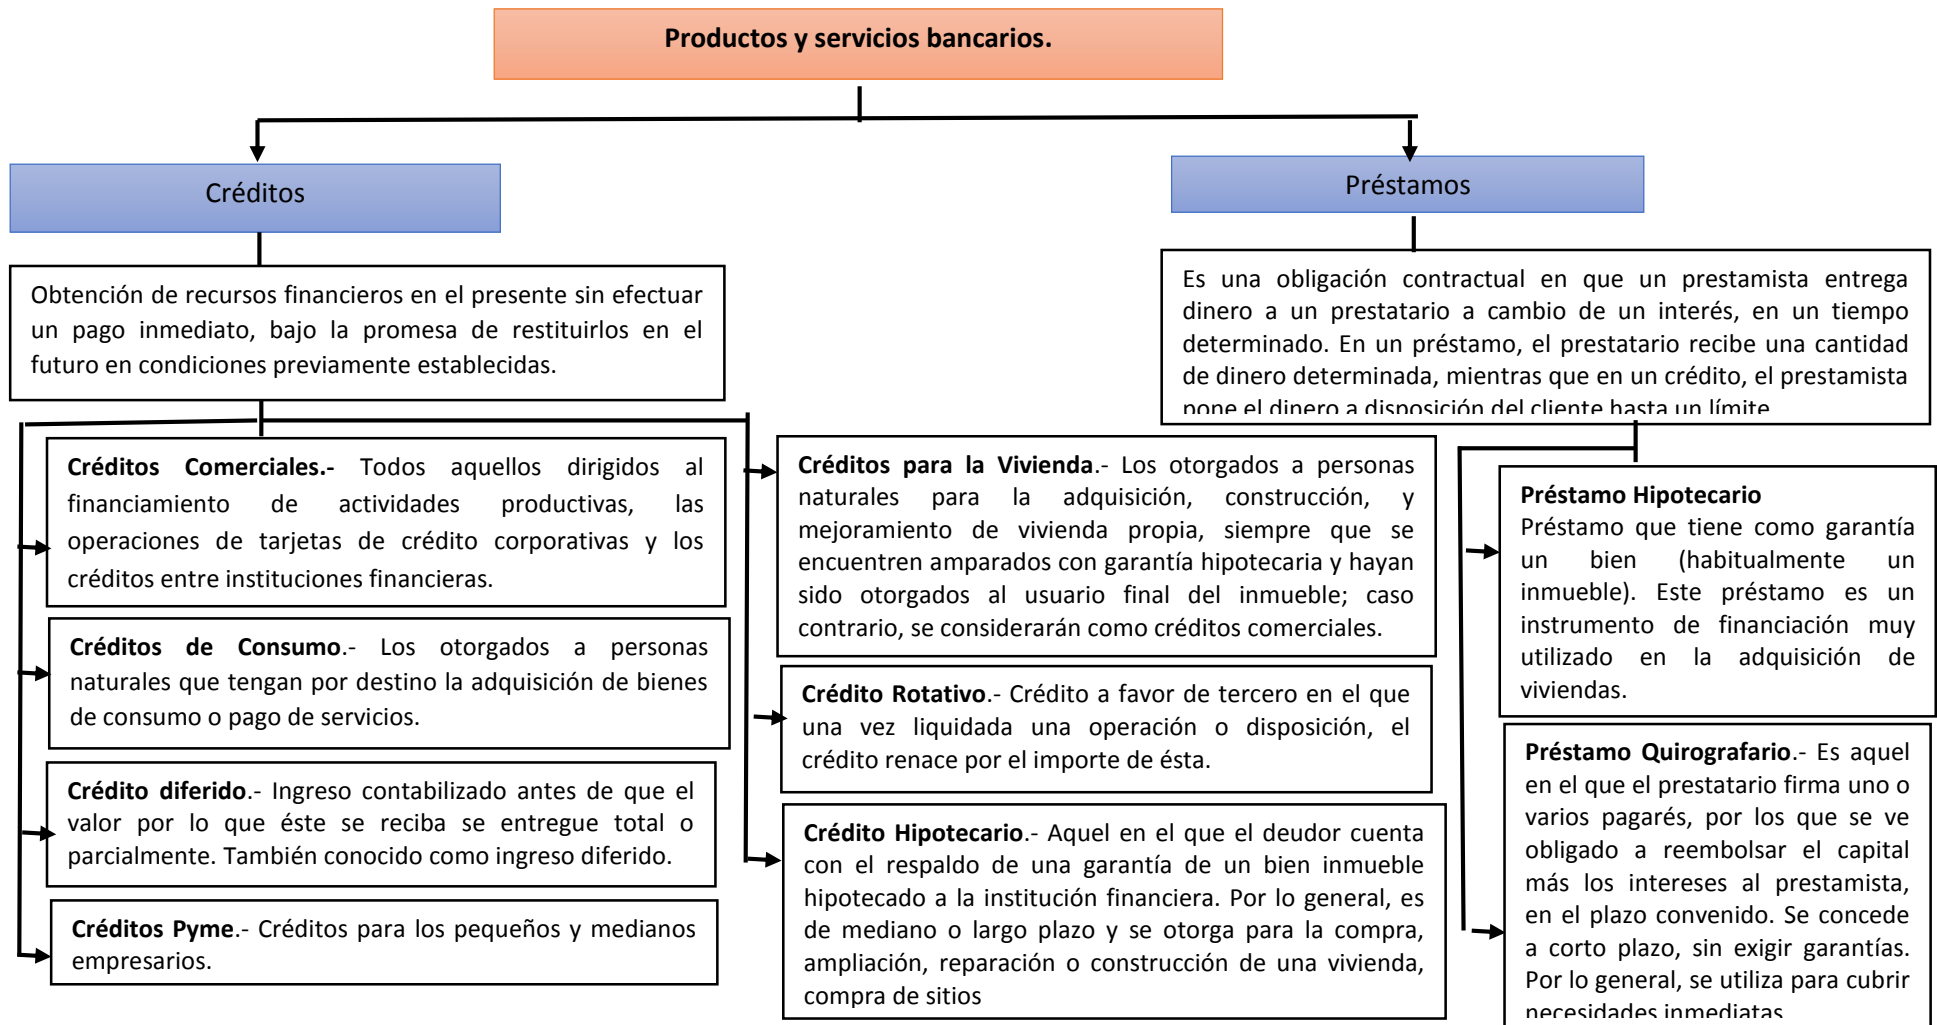 Productos y servicios bancarios.
Créditos
Préstamos
Obtención de recursos financieros en el presente sin efectuar
un pago inmediato, bajo la promesa de restituirlos en el
futuro en condiciones previamente establecidas.
Es una obligación contractual en que un prestamista entrega
dinero a un prestatario a cambio de un interés, en un tiempo
determinado. En un préstamo, el prestatario recibe una cantidad
de dinero determinada, mientras que en un crédito, el prestamista
pone el dinero a disposición del cliente hasta un límite
Créditos Comerciales.- Todos aquellos dirigidos al
financiamiento de actividades productivas, las
operaciones de tarjetas de crédito corporativas y los
créditos entre instituciones financieras.
Créditos de Consumo.- Los otorgados a personas
naturales que tengan por destino la adquisición de bienes
de consumo o pago de servicios.
Crédito diferido.- Ingreso contabilizado antes de que el
valor por lo que éste se reciba se entregue total o
parcialmente. También conocido como ingreso diferido.
Créditos Pyme.- Créditos para los pequeños y medianos
empresarios.
Créditos para la Vivienda.- Los otorgados a personas
naturales para la adquisición, construcción, y
mejoramiento de vivienda propia, siempre que se
encuentren amparados con garantía hipotecaria y hayan
sido otorgados al usuario final del inmueble; caso
contrario, se considerarán como créditos comerciales.
Crédito Rotativo.- Crédito a favor de tercero en el que
una vez liquidada una operación o disposición, el
crédito renace por el importe de ésta.
Crédito Hipotecario.- Aquel en el que el deudor cuenta
con el respaldo de una garantía de un bien inmueble
hipotecado a la institución financiera. Por lo general, es
de mediano o largo plazo y se otorga para la compra,
ampliación, reparación o construcción de una vivienda,
compra de sitios
Préstamo Hipotecario
Préstamo que tiene como garantía
un bien (habitualmente un
inmueble). Este préstamo es un
instrumento de financiación muy
utilizado en la adquisición de
viviendas.
Préstamo Quirografario.- Es aquel
en el que el prestatario firma uno o
varios pagarés, por los que se ve
obligado a reembolsar el capital
más los intereses al prestamista,
en el plazo convenido. Se concede
a corto plazo, sin exigir garantías.
Por lo general, se utiliza para cubrir
necesidades inmediatas